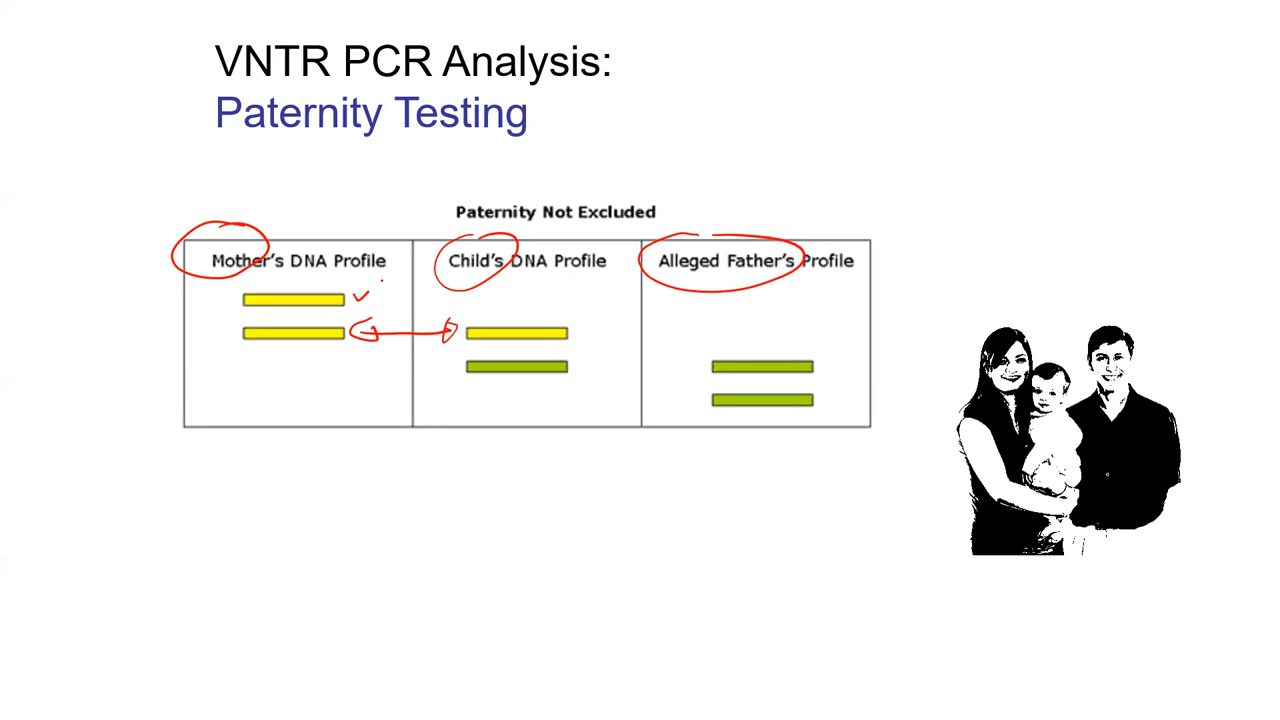 VNTR PCR Analysis:
Paternity Testing
Paternity Not Excluded
Mother's DNA Profile
Child's DNA Profile
Alleged Father's Profile